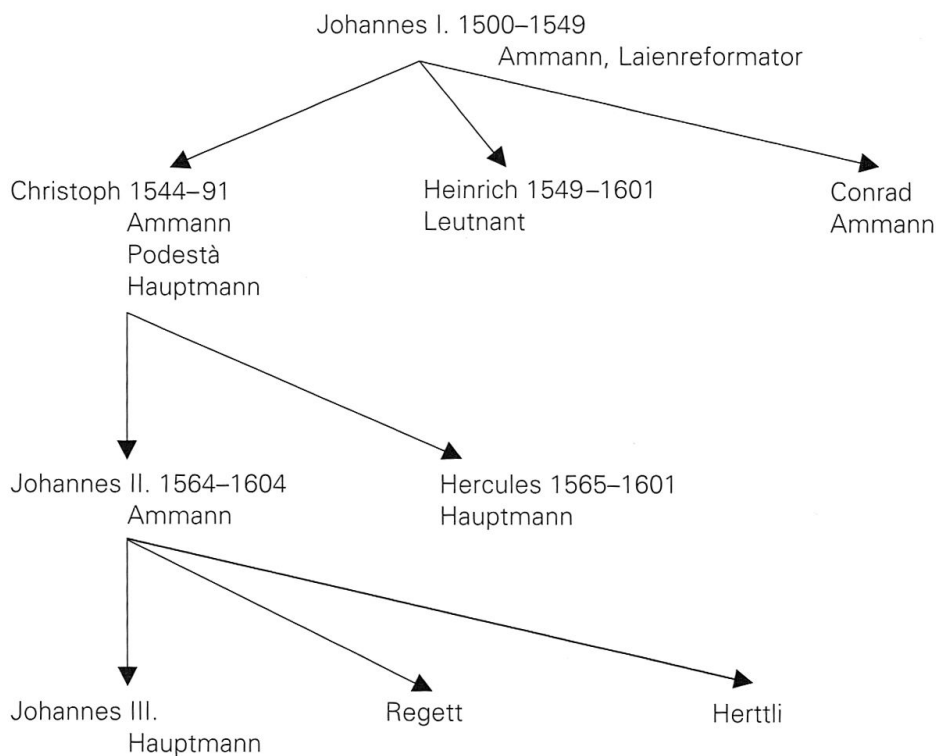 Johannes I. 1500–1549
Ammann, Laienreformator
Christoph 1544–91
Ammann
Podestà
Hauptmann
Heinrich 1549–1601
Leutnant
Conrad
Ammann
Johannes II. 1564–1604
Ammann
Hercules 1565–1601
Hauptmann
Johannes III.
Hauptmann
Regett
Herttli